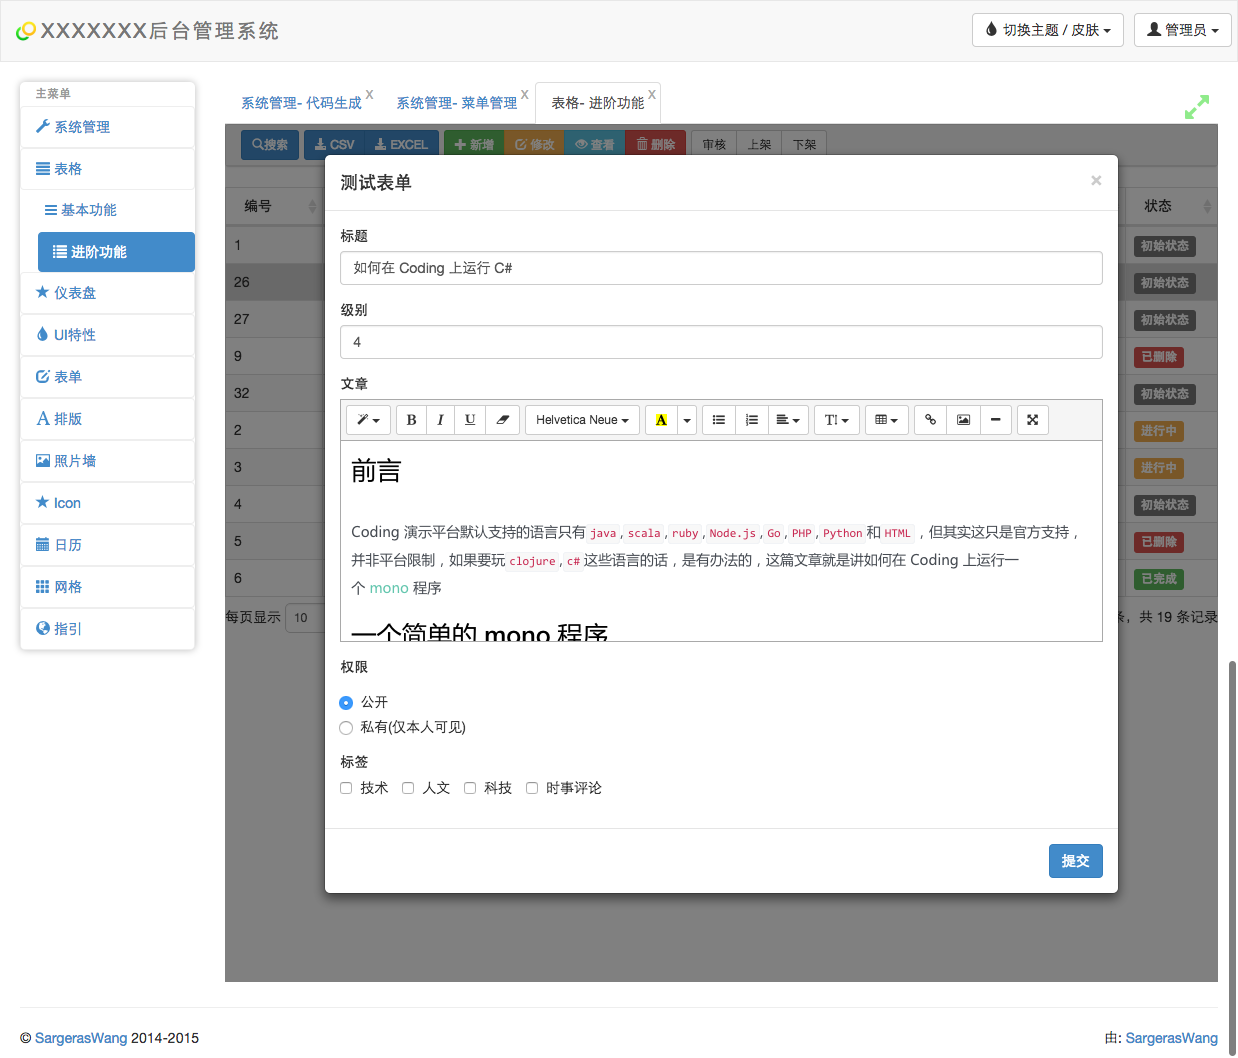 XXXXXXX后台管理系统
切换主题 / 皮肤
管理员
主菜单
系统管理
表格
基本功能
进阶功能
仪表盘
UI特性
表单
排版
照片墙
Icon
日历
网格
指引
系统管理- 代码生成 X
系统管理- 菜单管理 X
表格- 进阶功能 X
搜索 CSV EXCEL 新增 修改 查看 删除 审核 上架 下架
编号 状态
1 初始状态
26 初始状态
27 初始状态
9 已删除
32 初始状态
2 进行中
3 进行中
4 初始状态
5 已删除
6 已完成
每页显示 10 条，共 19 条记录
测试表单 ×
标题
如何在 Coding 上运行 C#
级别
4
文章
B I U Helvetica Neue A TI
前言
Coding 演示平台默认支持的语言只有 java , scala , ruby , Node.js , Go , PHP , Python 和 HTML ，但其实这只是官方支持，
并非平台限制，如果要玩 clojure , c# 这些语言的话，是有办法的，这篇文章就是讲如何在 Coding 上运行一
个 mono 程序
一个简单的 mono 程序
权限
公开
私有(仅本人可见)
标签
技术 人文 科技 时事评论
提交
© SargerasWang 2014-2015
由: SargerasWang